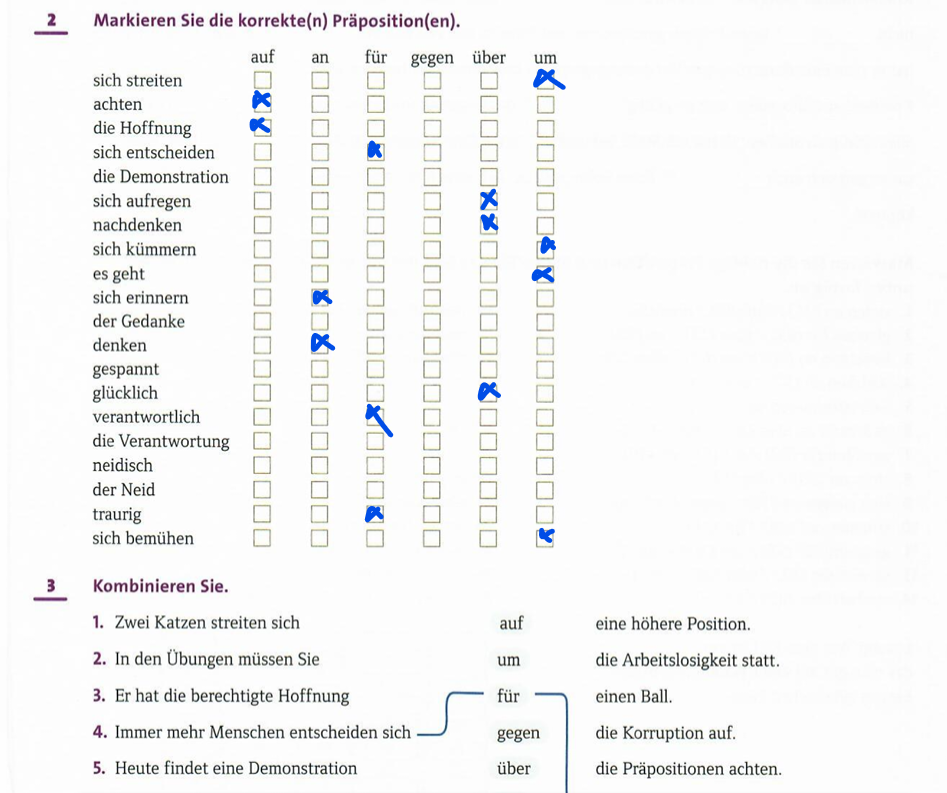 2 Markieren Sie die korrekte(n) Präposition(en).
auf an für gegen über um
sich streiten
achten
die Hoffnung
sich entscheiden
die Demonstration
sich aufregen
nachdenken
sich kümmern
es geht
sich erinnern
der Gedanke
denken
gespannt
glücklich
verantwortlich
die Verantwortung
neidisch
der Neid
traurig
sich bemühen
3 Kombinieren Sie.
1. Zwei Katzen streiten sich auf eine höhere Position.
2. In den Übungen müssen Sie um die Arbeitslosigkeit statt.
3. Er hat die berechtigte Hoffnung für einen Ball.
4. Immer mehr Menschen entscheiden sich gegen die Korruption auf.
5. Heute findet eine Demonstration über die Präpositionen achten.